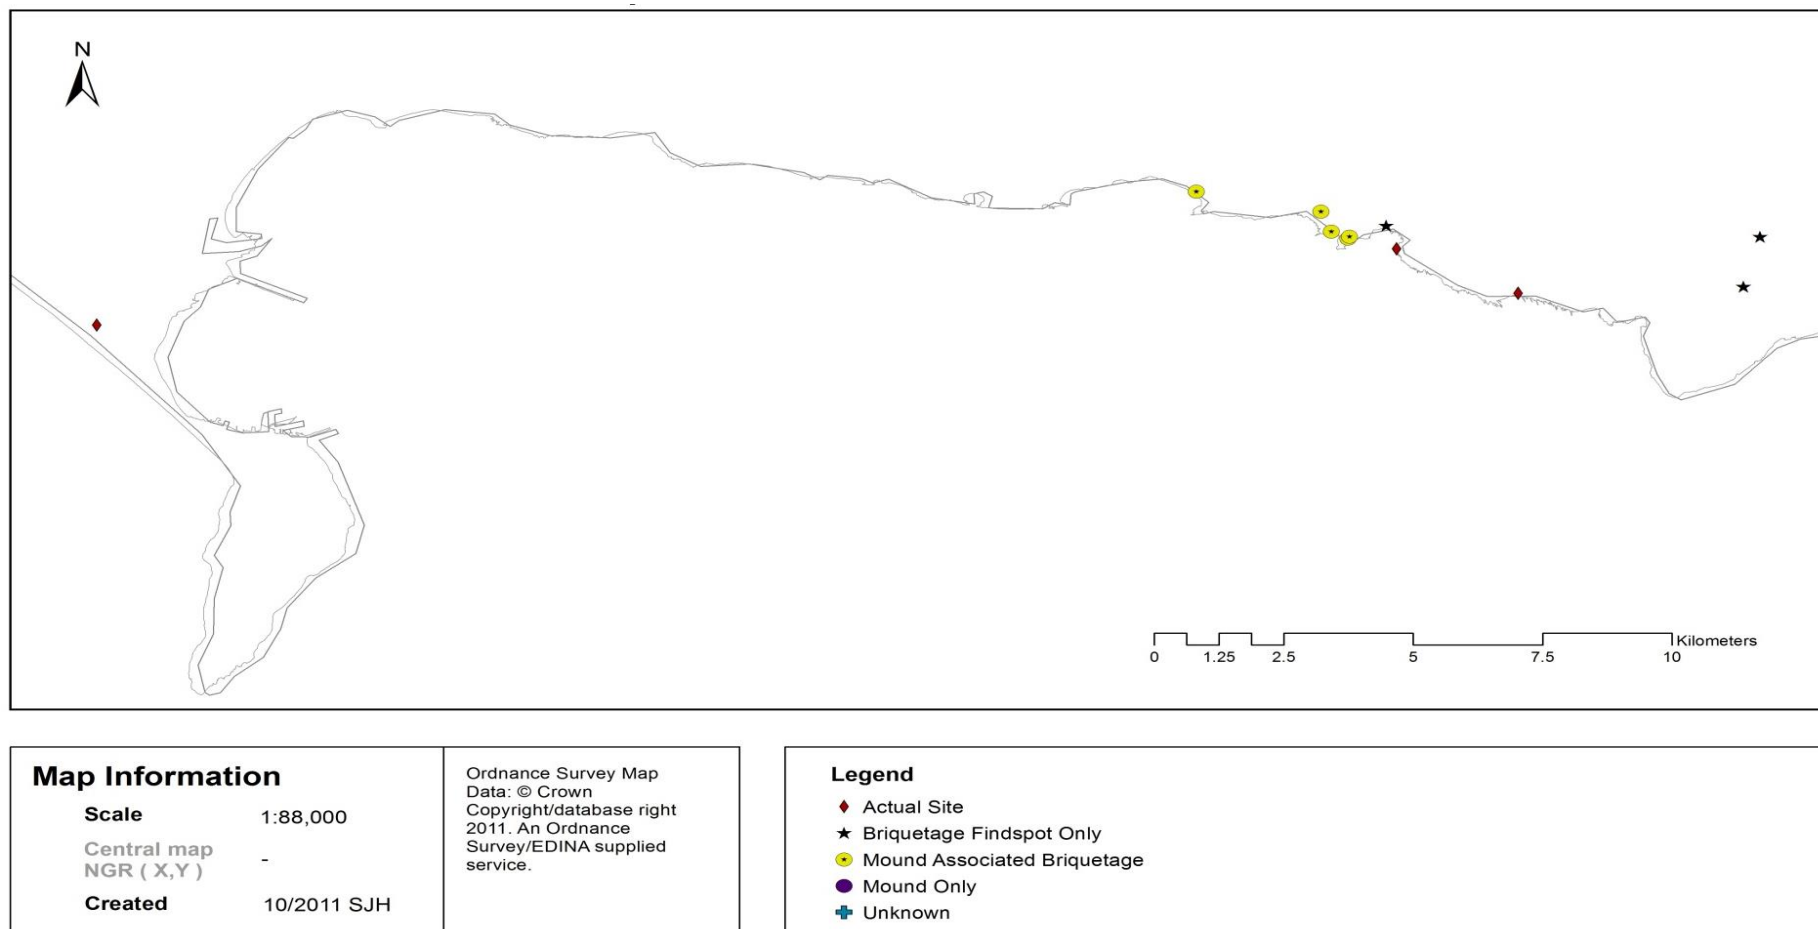 N
Kilometers
0 1.25 2.5 5 7.5 10
Map Information
Scale 1:88,000
Central map
NGR ( X,Y ) -
Created 10/2011 SJH
Ordnance Survey Map
Data: © Crown
Copyright/database right
2011. An Ordnance
Survey/EDINA supplied
service.
Legend
Actual Site
Briquetage Findspot Only
Mound Associated Briquetage
Mound Only
Unknown